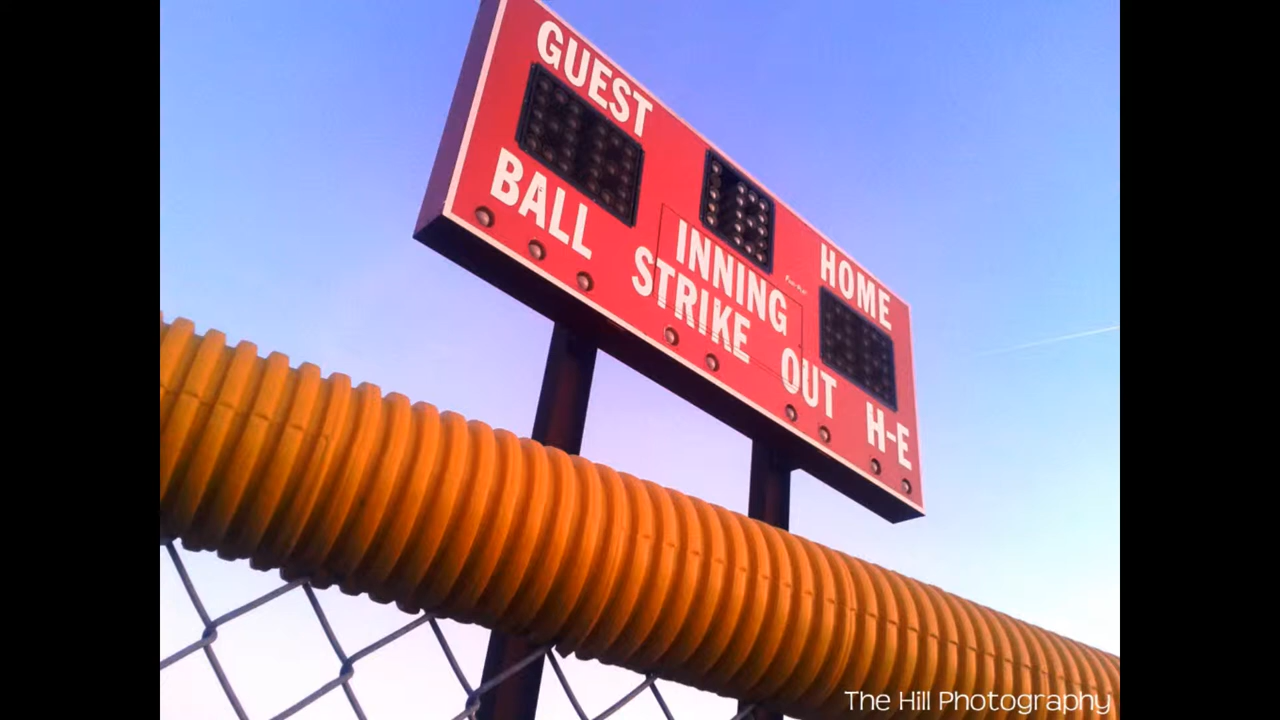 GUEST
HOME
BALL
INNING
STRIKE
OUT
H-E
The Hill Photography